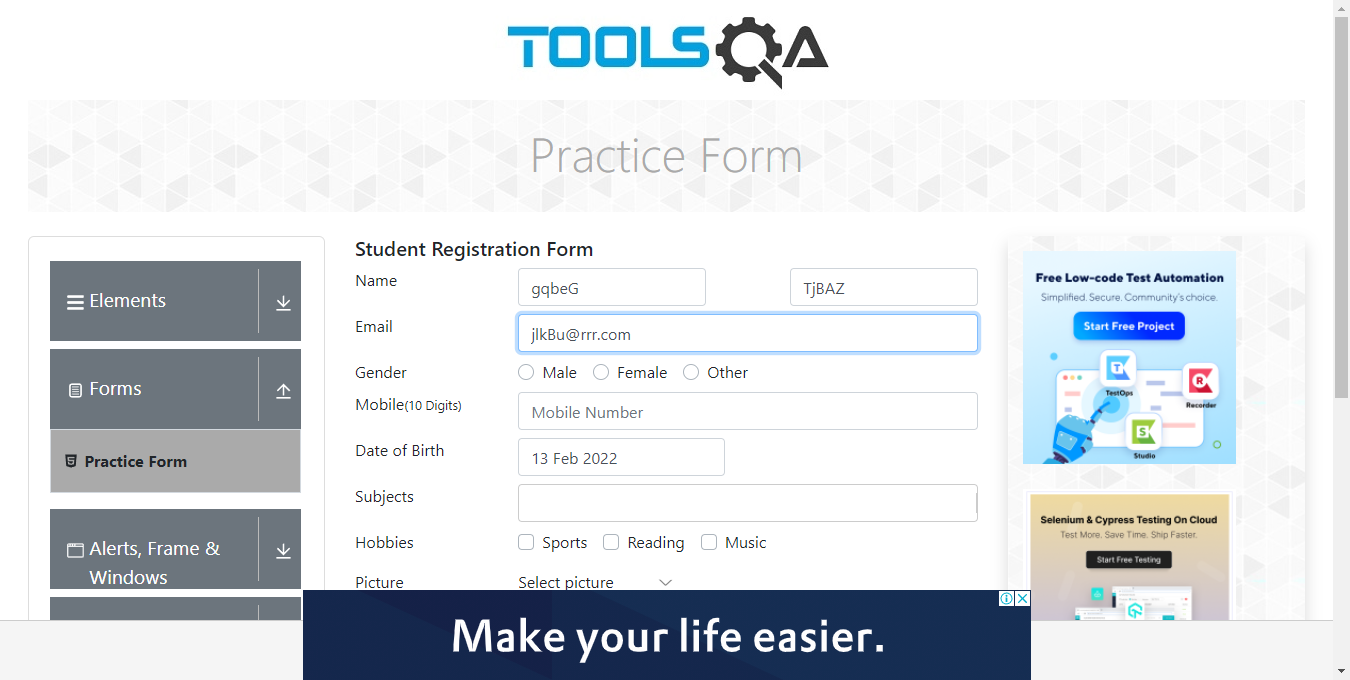 TOOLSQA
Practice Form
Elements
Forms
Practice Form
Alerts, Frame &
Windows
Student Registration Form
Name
gqbeG
TjBAZ
Email
jlkBu@rrr.com
Gender
Male
Female
Other
Mobile(10 Digits)
Mobile Number
Date of Birth
13 Feb 2022
Subjects
Hobbies
Sports
Reading
Music
Picture
Select picture
Free Low-code Test Automation
Simplified. Secure. Community's choice.
Start Free Project
TestOps
Recorder
Studio
Selenium & Cypress Testing On Cloud
Test More. Save Time. Ship Faster.
Start Free Testing
Make your life easier.